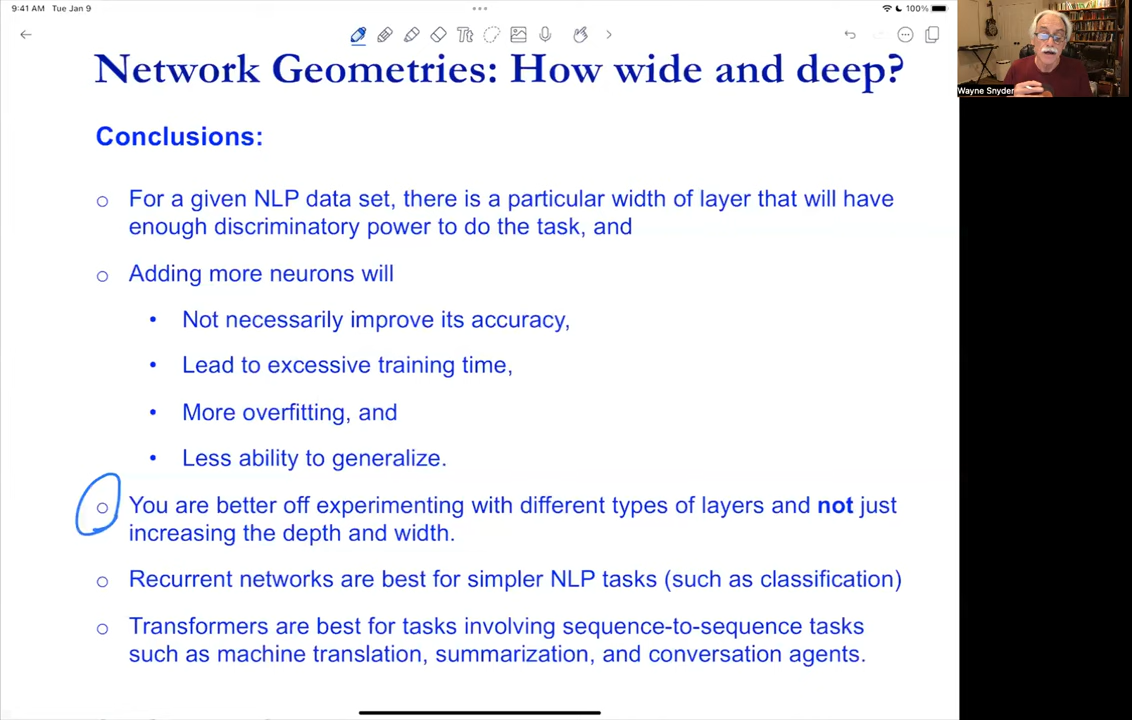 9:41 AM Tue Jan 9
100%
Wayne Snyder
Network Geometries: How wide and deep?
Conclusions:
For a given NLP data set, there is a particular width of layer that will have
enough discriminatory power to do the task, and
Adding more neurons will
Not necessarily improve its accuracy,
Lead to excessive training time,
More overfitting, and
Less ability to generalize.
You are better off experimenting with different types of layers and not just
increasing the depth and width.
Recurrent networks are best for simpler NLP tasks (such as classification)
Transformers are best for tasks involving sequence-to-sequence tasks
such as machine translation, summarization, and conversation agents.